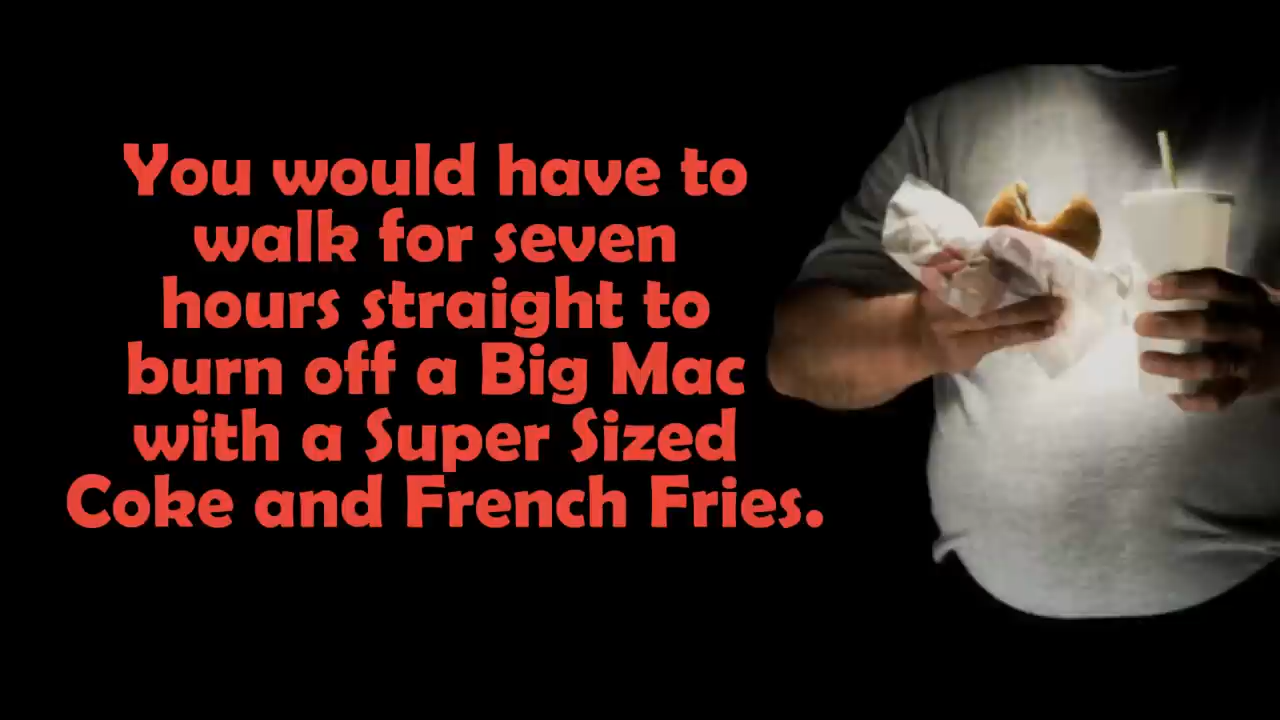 You would have to
walk for seven
hours straight to
burn off a Big Mac
with a Super Sized
Coke and French Fries.